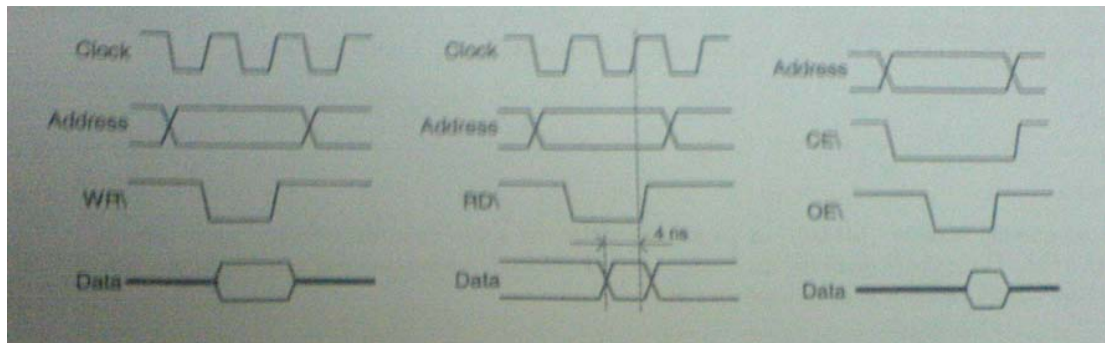 Clock
Address
WR\
Data
Clock
Address
RD\
4 ns
Data
Address
CE\
OE\
Data